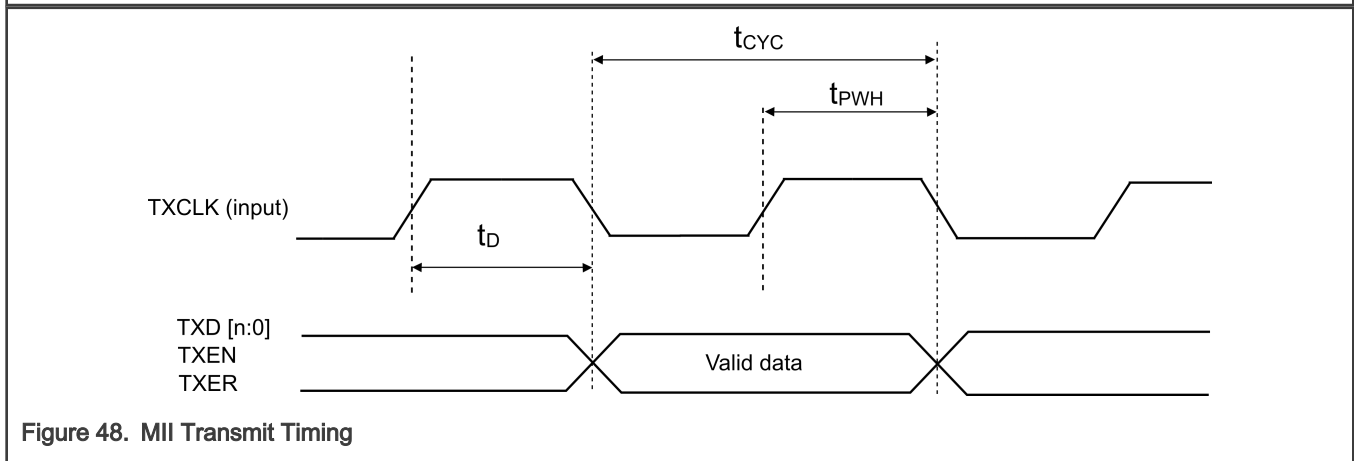 tCYC
tPWH
TXCLK (input)
tD
TXD [n:0]
TXEN
Valid data
TXER
Figure 48. MII Transmit Timing